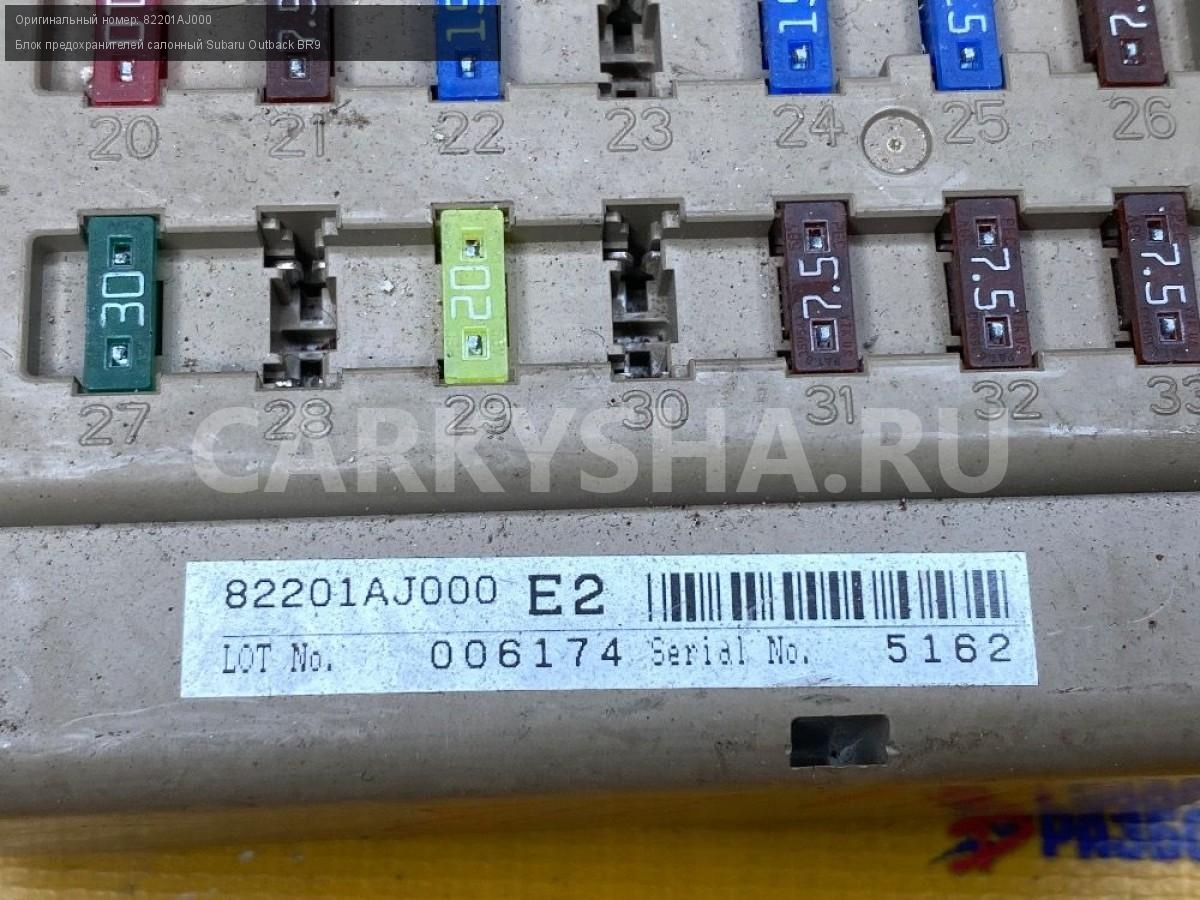 Оригинальный номер: 82201AJ000
Блок предохранителей салонный Subaru Outback BR9
20 21 22 23 24 25 26
30 20 7.5 7.5 7.5
27 28 29 30 31 32 33
CARKYSHA.RU
82201AJ000 E2
LOT No. 006174 Serial No. 5162